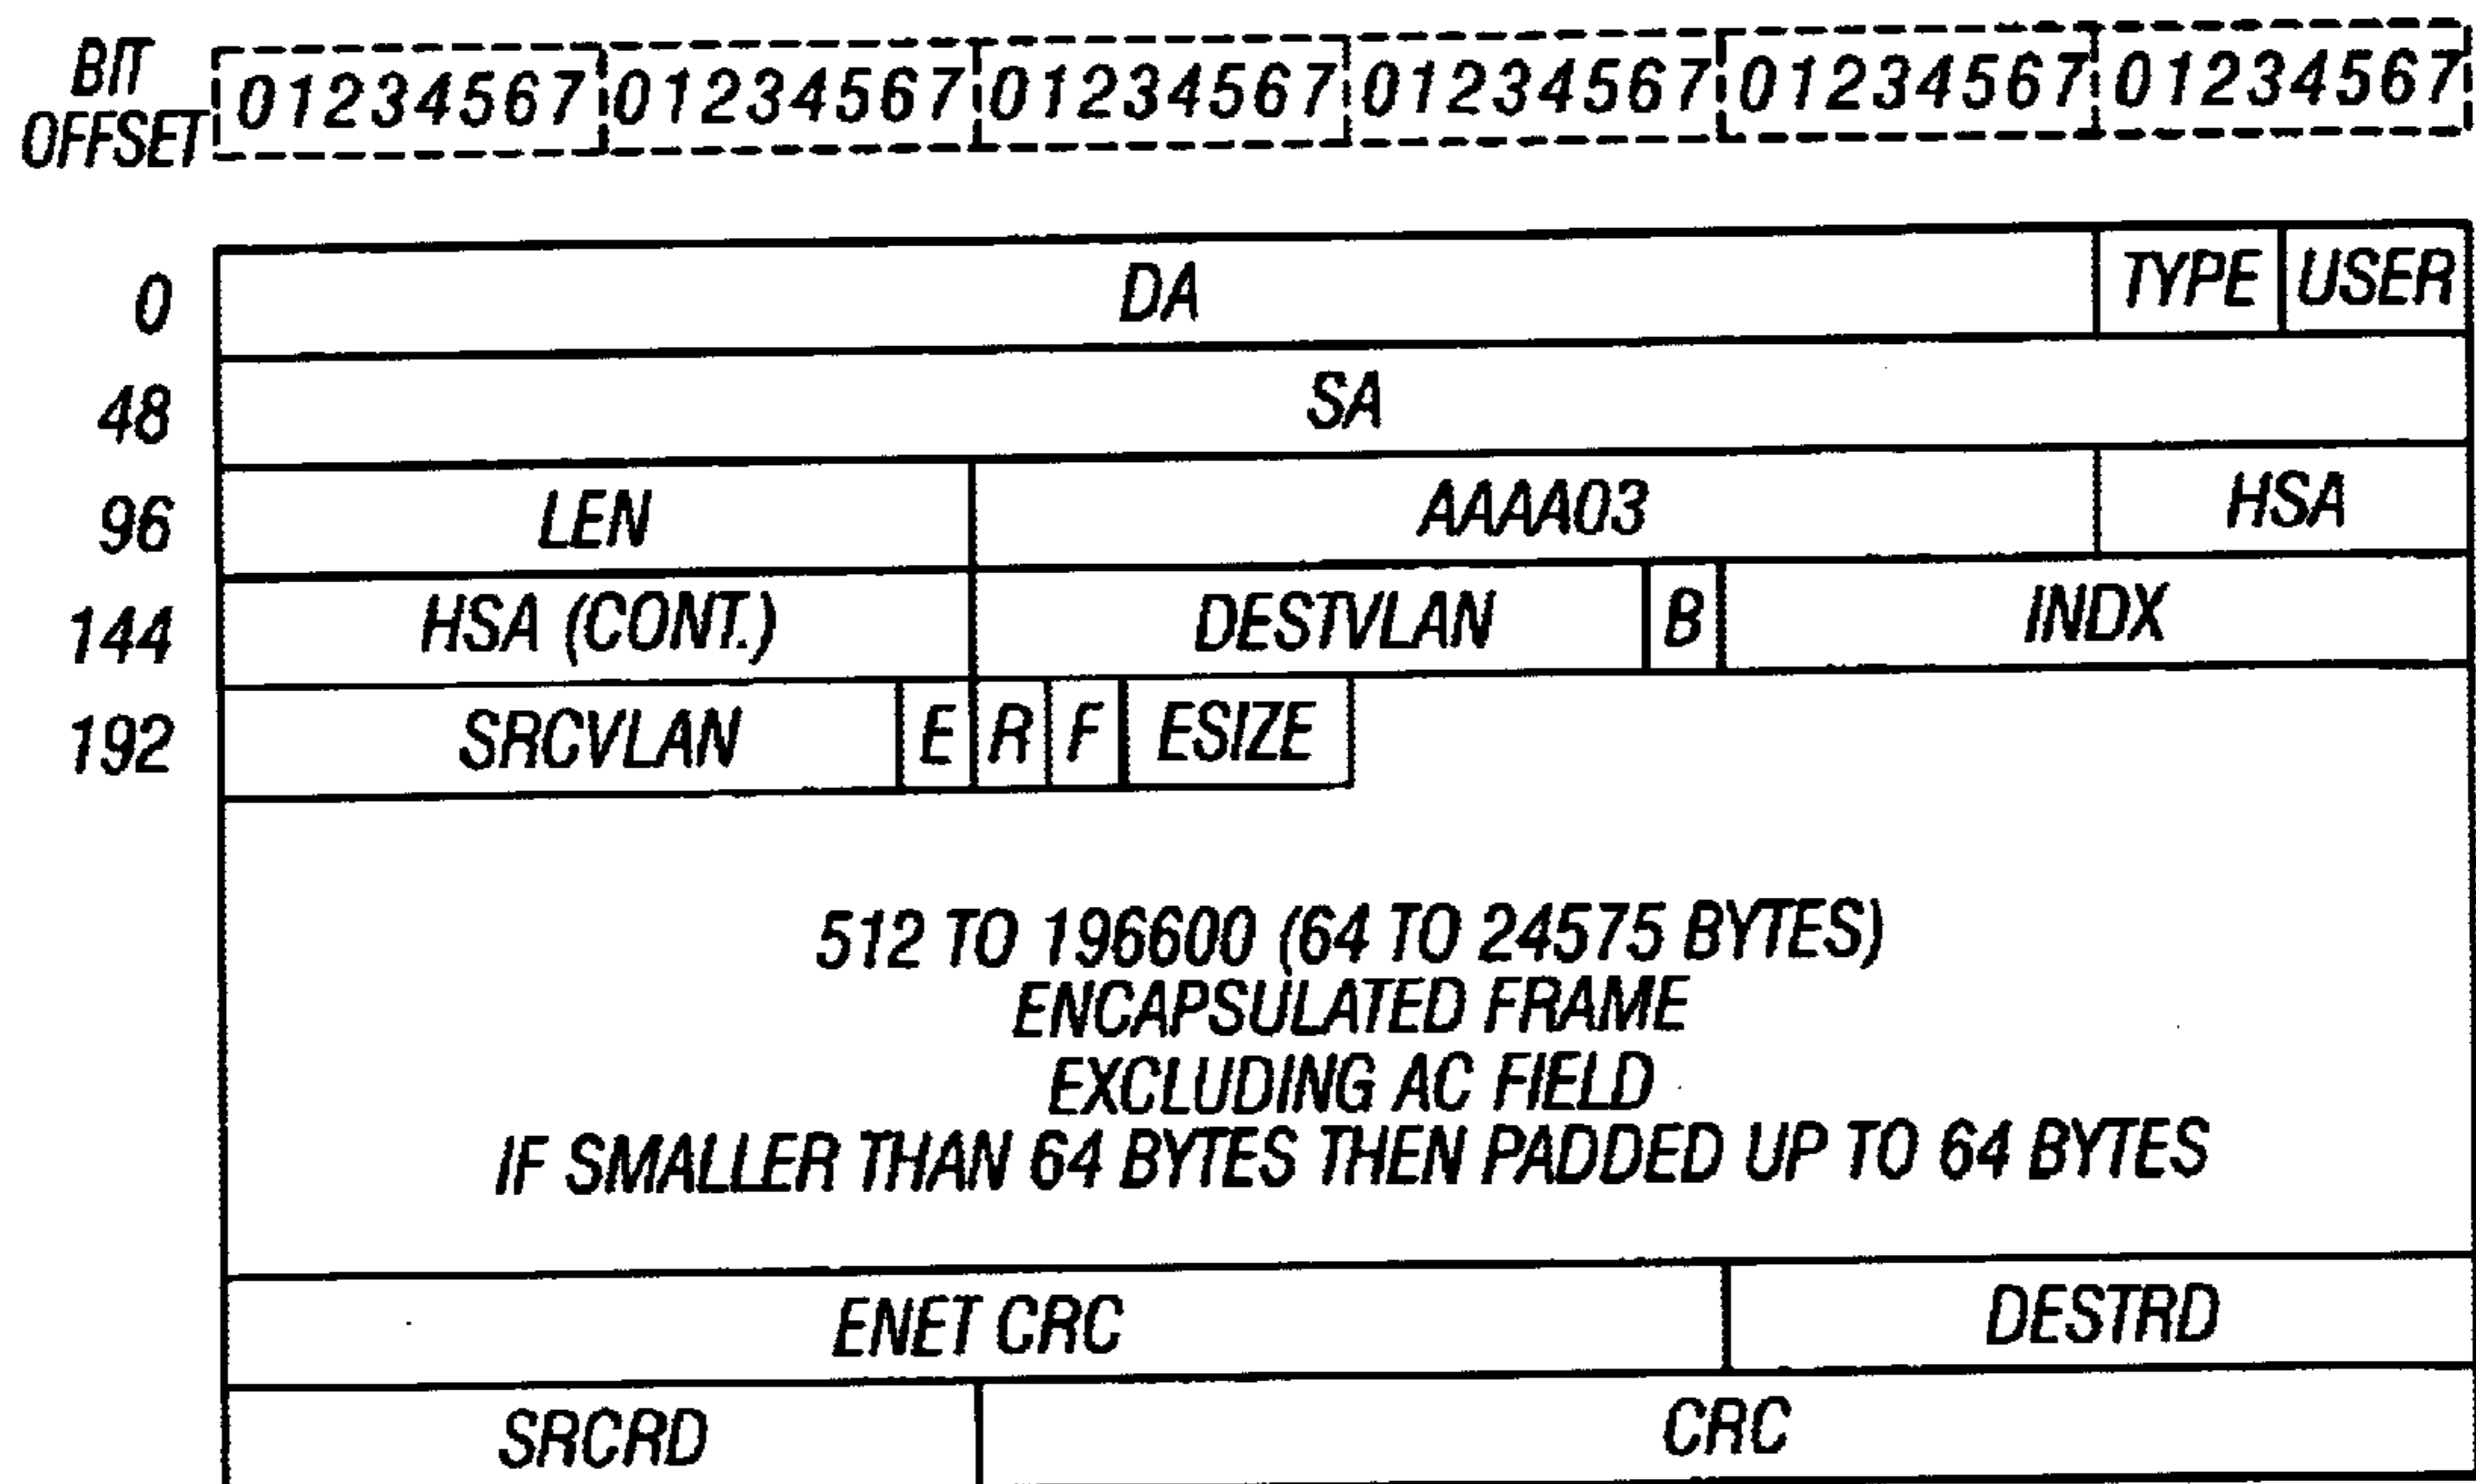 BIT
OFFSET
01234567 01234567 01234567 01234567 01234567 01234567
0 DA TYPE USER
48 SA
96 LEN AAAA03 HSA
144 HSA (CONT.) DESTVLAN B INDX
192 SRCVLAN E R F ESIZE
512 TO 196600 (64 TO 24575 BYTES)
ENCAPSULATED FRAME
EXCLUDING AC FIELD
IF SMALLER THAN 64 BYTES THEN PADDED UP TO 64 BYTES
ENET CRC DESTRD
SRCRD CRC